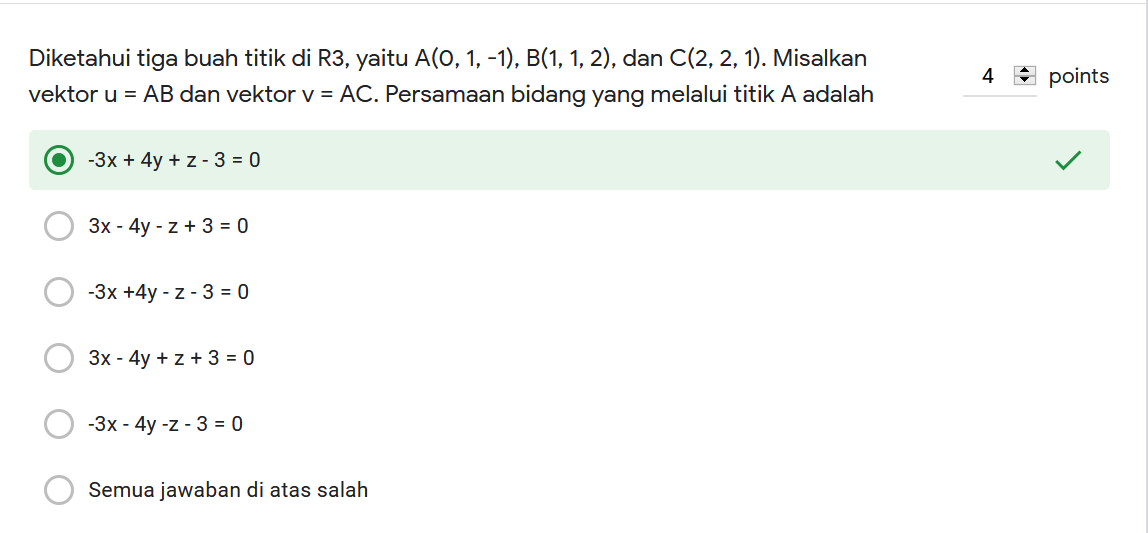 Diketahui tiga buah titik di R3, yaitu A(0, 1, -1), B(1, 1, 2), dan C(2, 2, 1). Misalkan
vektor u = AB dan vektor v = AC. Persamaan bidang yang melalui titik A adalah
4 points
-3x + 4y + z - 3 = 0
3x - 4y - z + 3 = 0
-3x +4y - z - 3 = 0
3x - 4y + z + 3 = 0
-3x - 4y -z - 3 = 0
Semua jawaban di atas salah